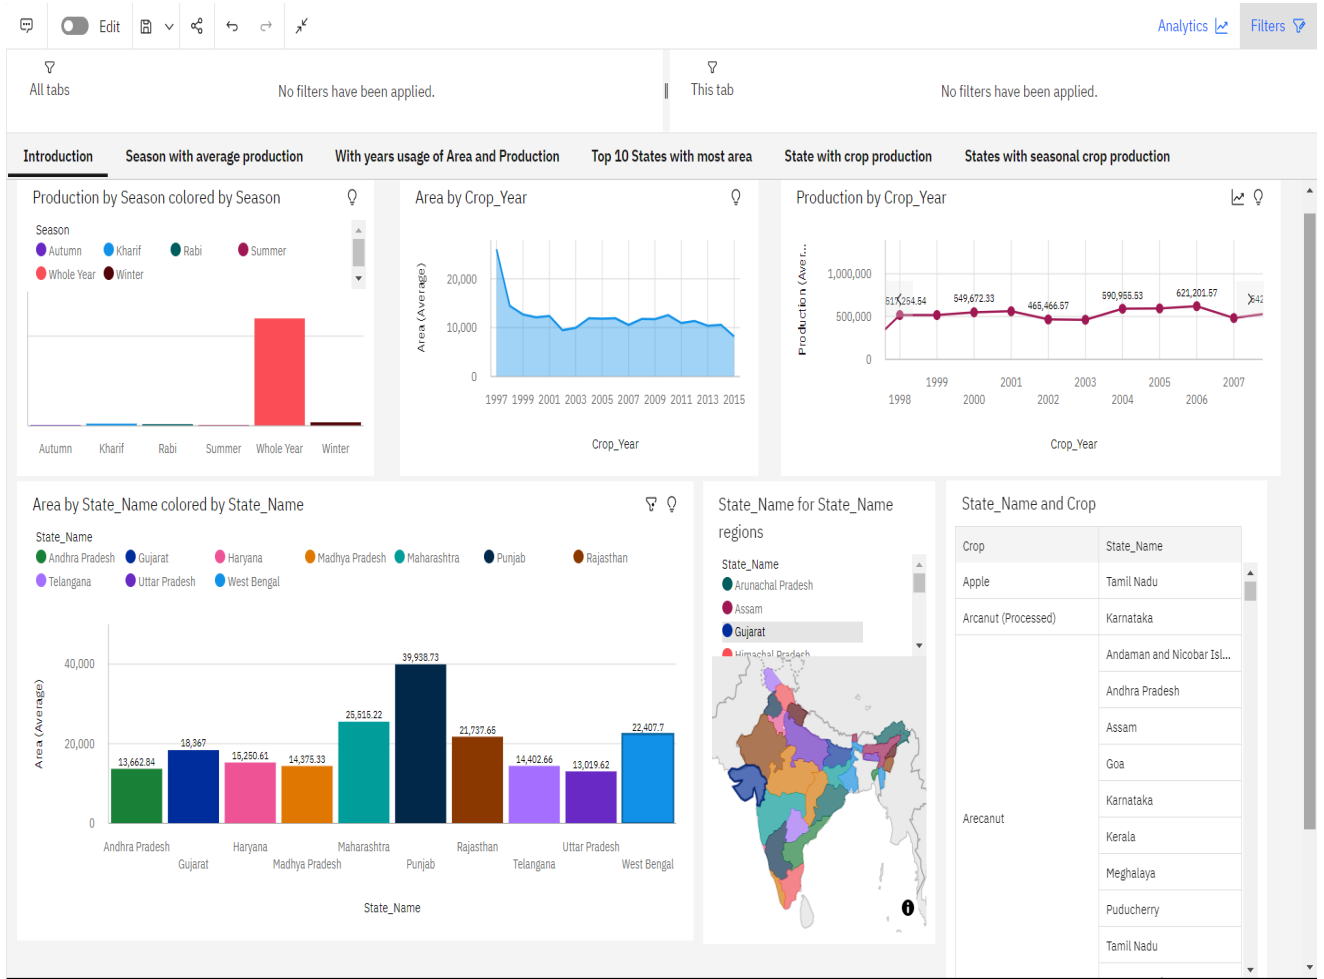 Edit
Analytics
Filters
All tabs
No filters have been applied.
This tab
No filters have been applied.
Introduction
Season with average production
With years usage of Area and Production
Top 10 States with most area
State with crop production
States with seasonal crop production
Production by Season colored by Season
Season
Autumn Kharif Rabi Summer
Whole Year Winter
Autumn Kharif Rabi Summer Whole Year Winter
Area by Crop_Year
Area (Average)
20,000
10,000
0
1997 1999 2001 2003 2005 2007 2009 2011 2013 2015
Crop_Year
Production by Crop_Year
Production (Aver...
1,000,000
500,000
0
549,672.33 465,466.57 590,955.53 621,201.57
1999 2001 2003 2005 2007
1998 2000 2002 2004 2006
Crop_Year
Area by State_Name colored by State_Name
State_Name
Andhra Pradesh Gujarat Haryana Madhya Pradesh Maharashtra Punjab Rajasthan
Telangana Uttar Pradesh West Bengal
Area (Average)
40,000
20,000
0
13,662.84 18,367 15,250.61 14,375.33 25,515.22 39,938.73 21,737.65 14,402.66 13,019.62 22,407.7
Andhra Pradesh Haryana Maharashtra Rajasthan Uttar Pradesh
Gujarat Madhya Pradesh Punjab Telangana West Bengal
State_Name
State_Name for State_Name
regions
State_Name
Arunachal Pradesh
Assam
Gujarat
Himachal Pradesh
State_Name and Crop
Crop State_Name
Apple Tamil Nadu
Arcanut (Processed) Karnataka
Arecanut
Andaman and Nicobar Isl...
Andhra Pradesh
Assam
Goa
Karnataka
Kerala
Meghalaya
Puducherry
Tamil Nadu